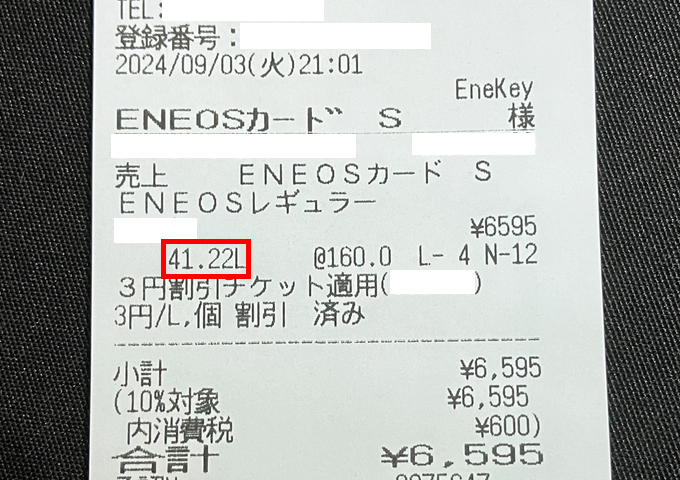 TEL:
登録番号:
2024/09/03(火)21:01
EneKey
ENEOSカード S 様
売上 ENEOSカード S
ENEOSレギュラー
¥6595
41.22L @160.0 L- 4 N-12
3円割引チケット適用( )
3円/L,個 割引 済み
小計 ¥6,595
(10%対象 ¥6,595
内消費税 ¥600)
合計 ¥6,595